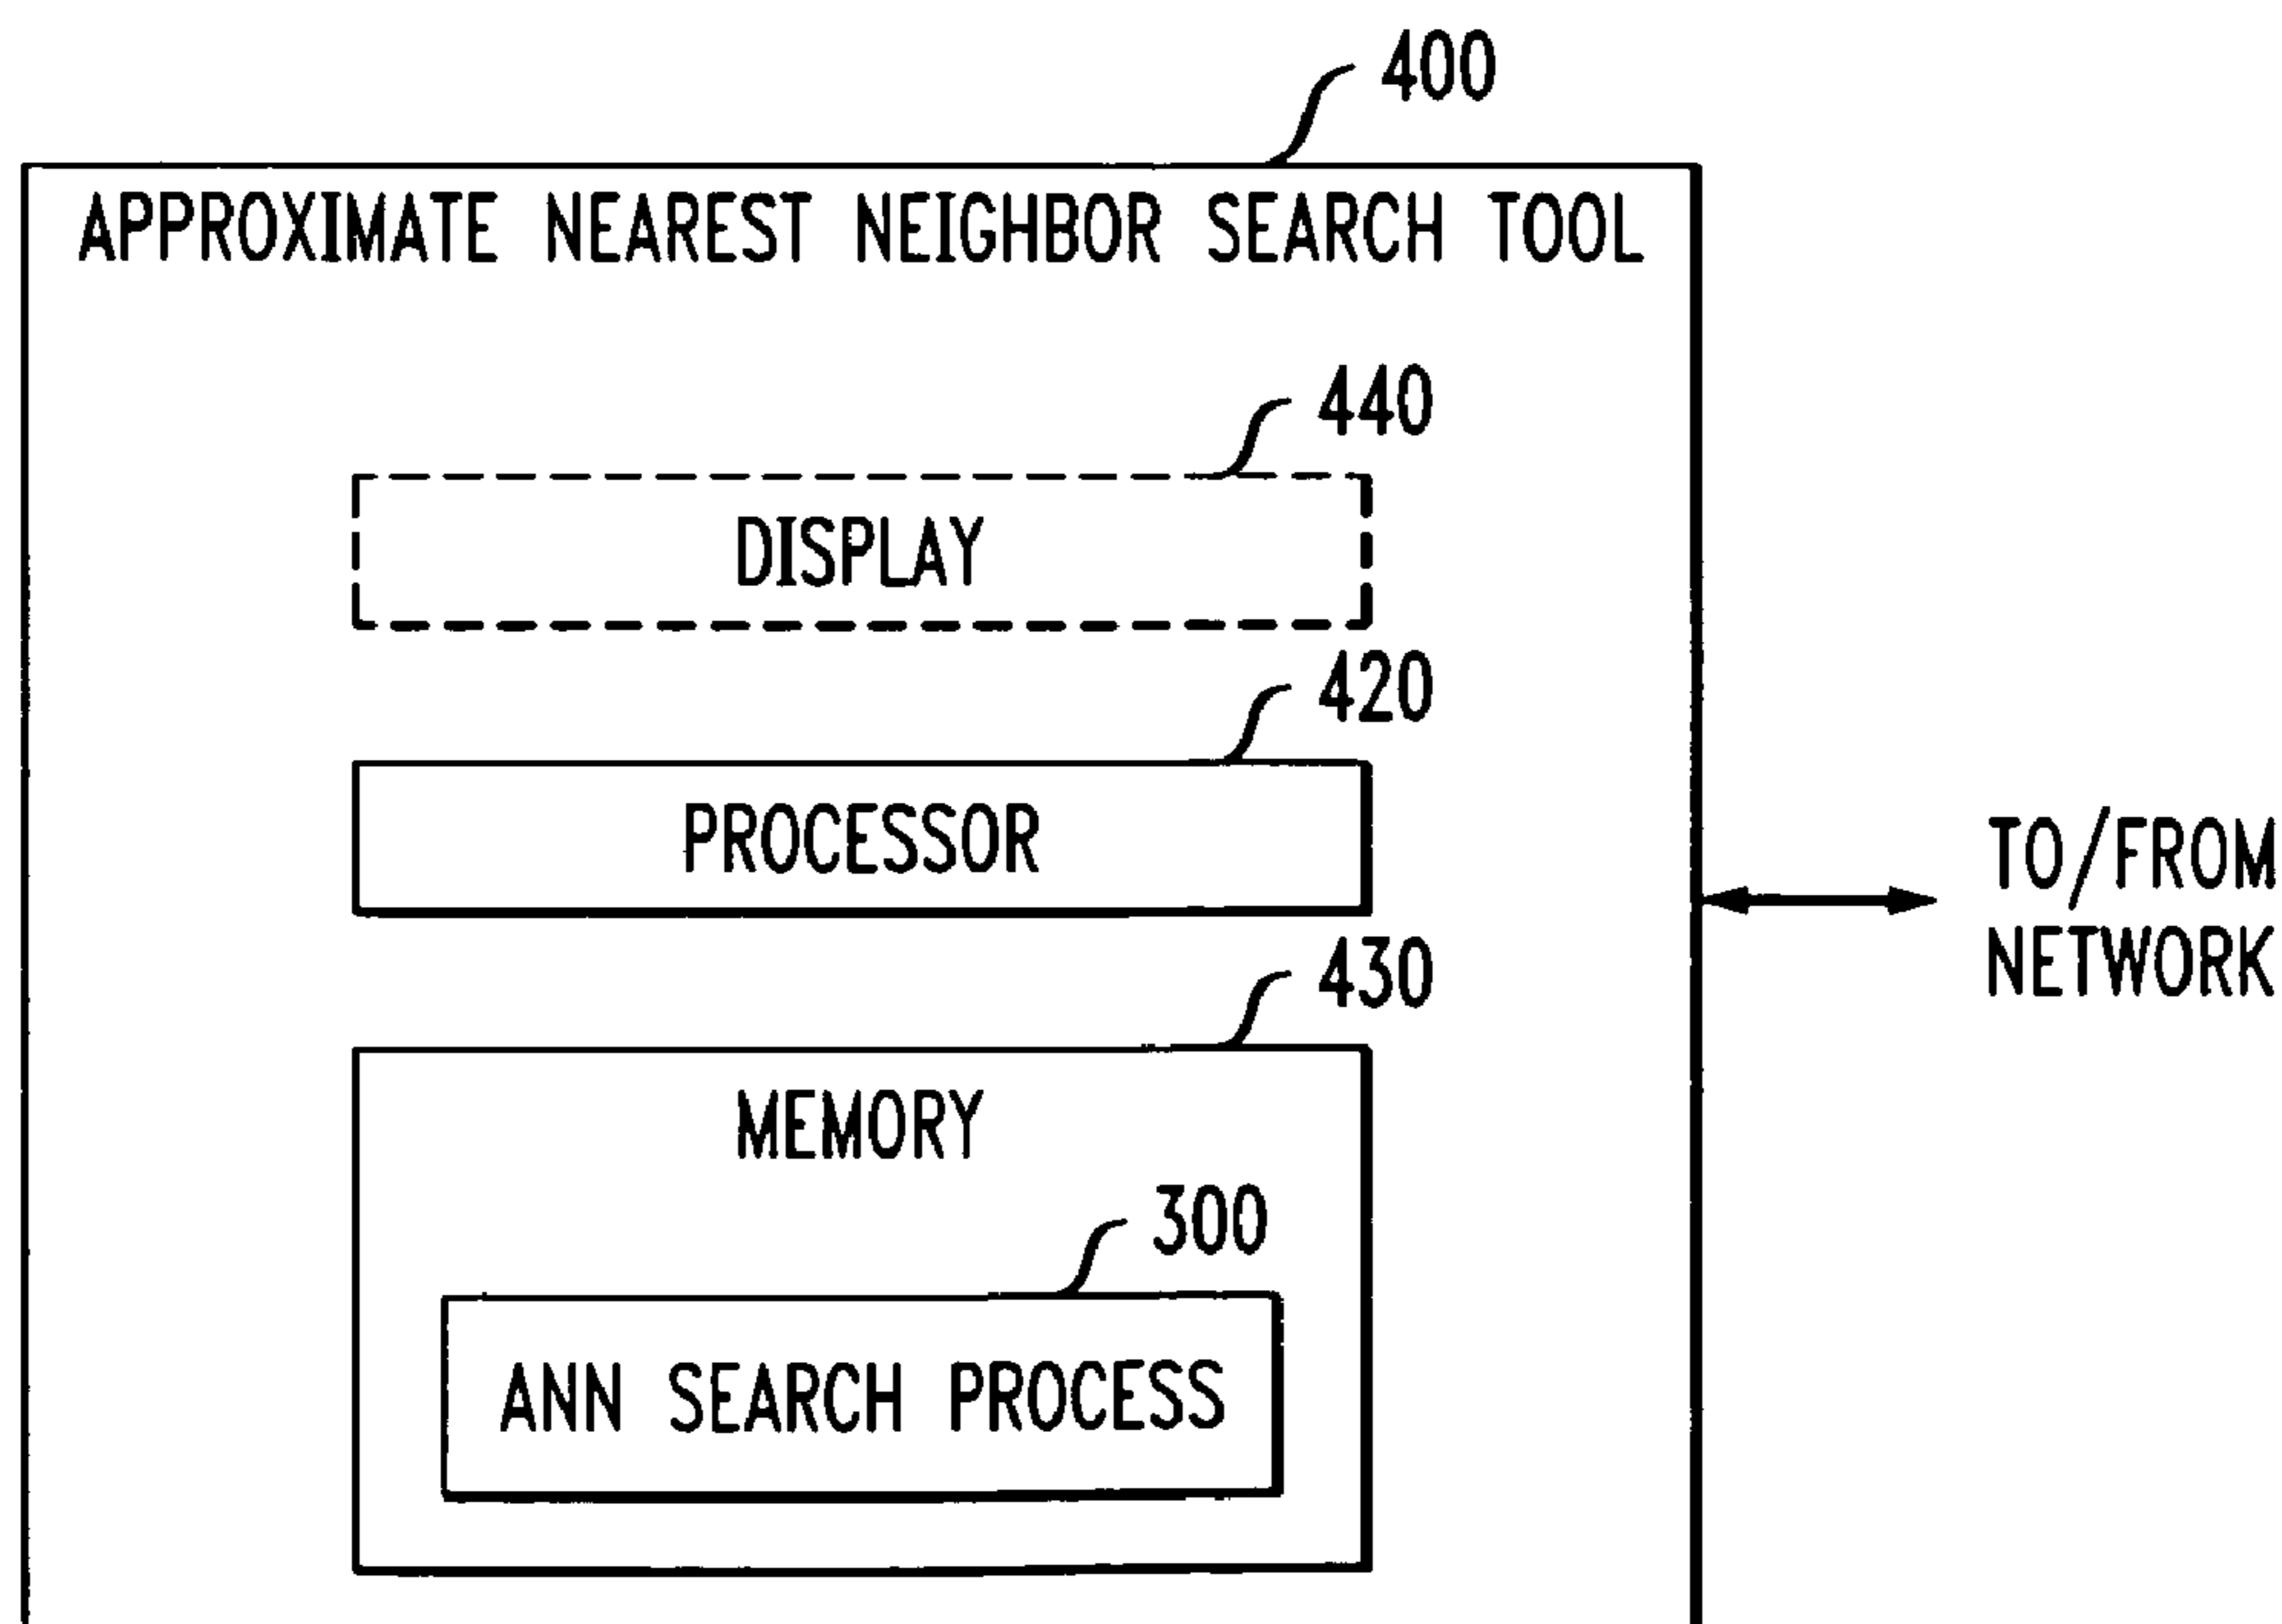 400
APPROXIMATE NEAREST NEIGHBOR SEARCH TOOL
440
DISPLAY
420
PROCESSOR
TO/FROM
NETWORK
430
MEMORY
300
ANN SEARCH PROCESS